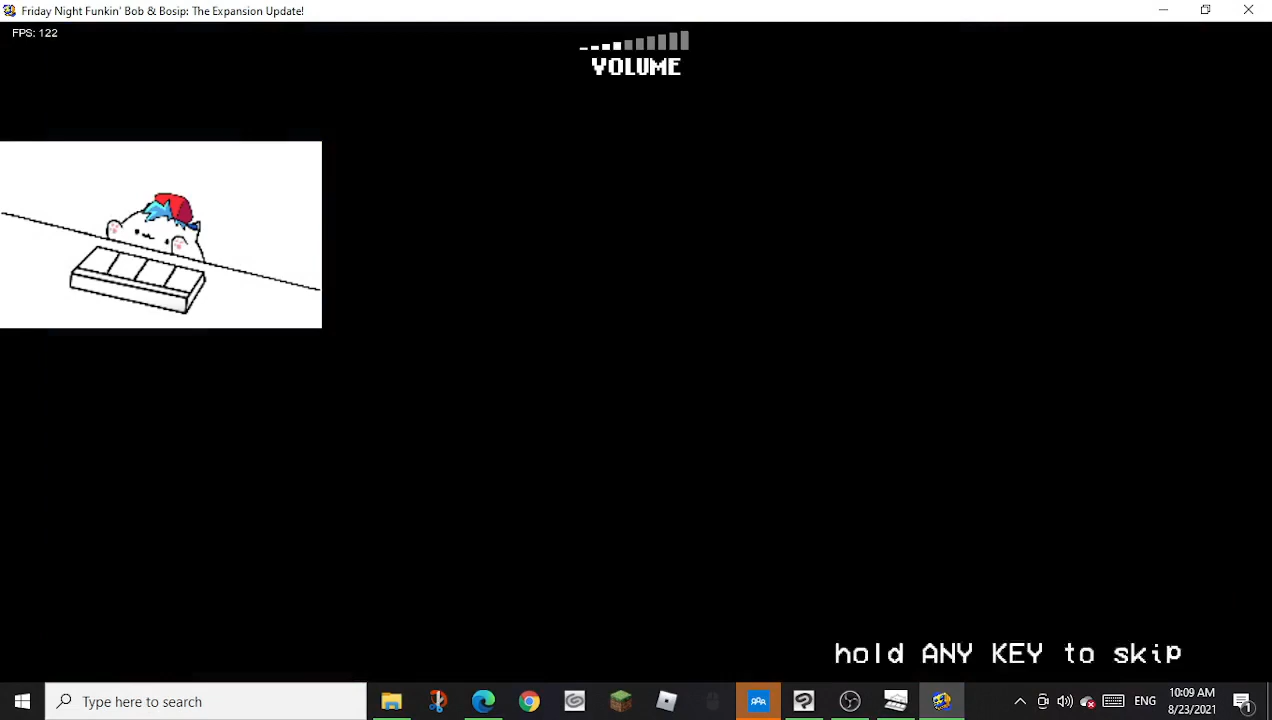 Friday Night Funkin' Bob & Bosip: The Expansion Update!
FPS: 122
VOLUME
hold ANY KEY to skip
Type here to search
ENG
10:09 AM
8/23/2021
1